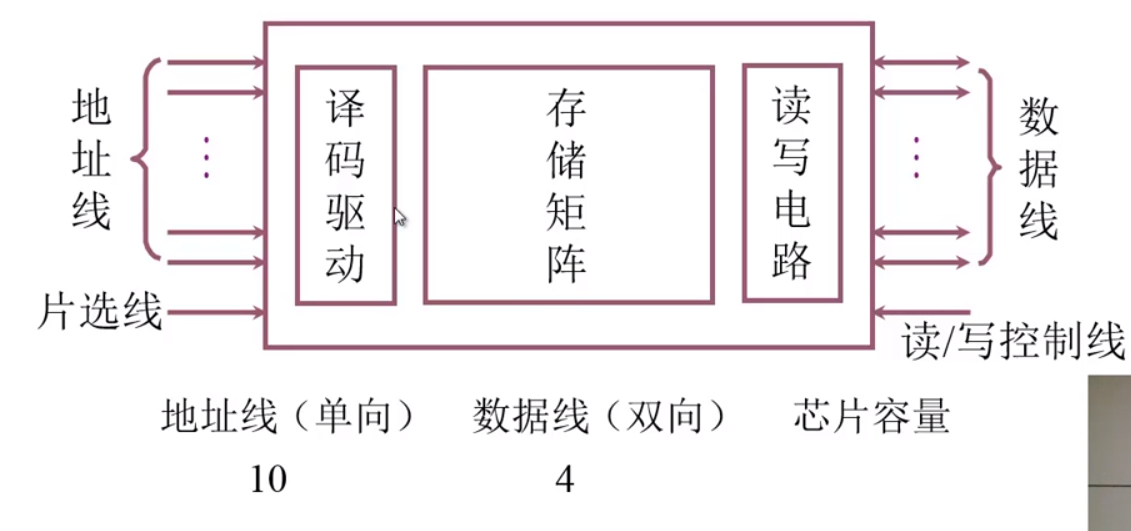 地址线
片选线
译码驱动
存储矩阵
读写电路
数据线
读/写控制线
地址线（单向） 数据线（双向） 芯片容量
10 4